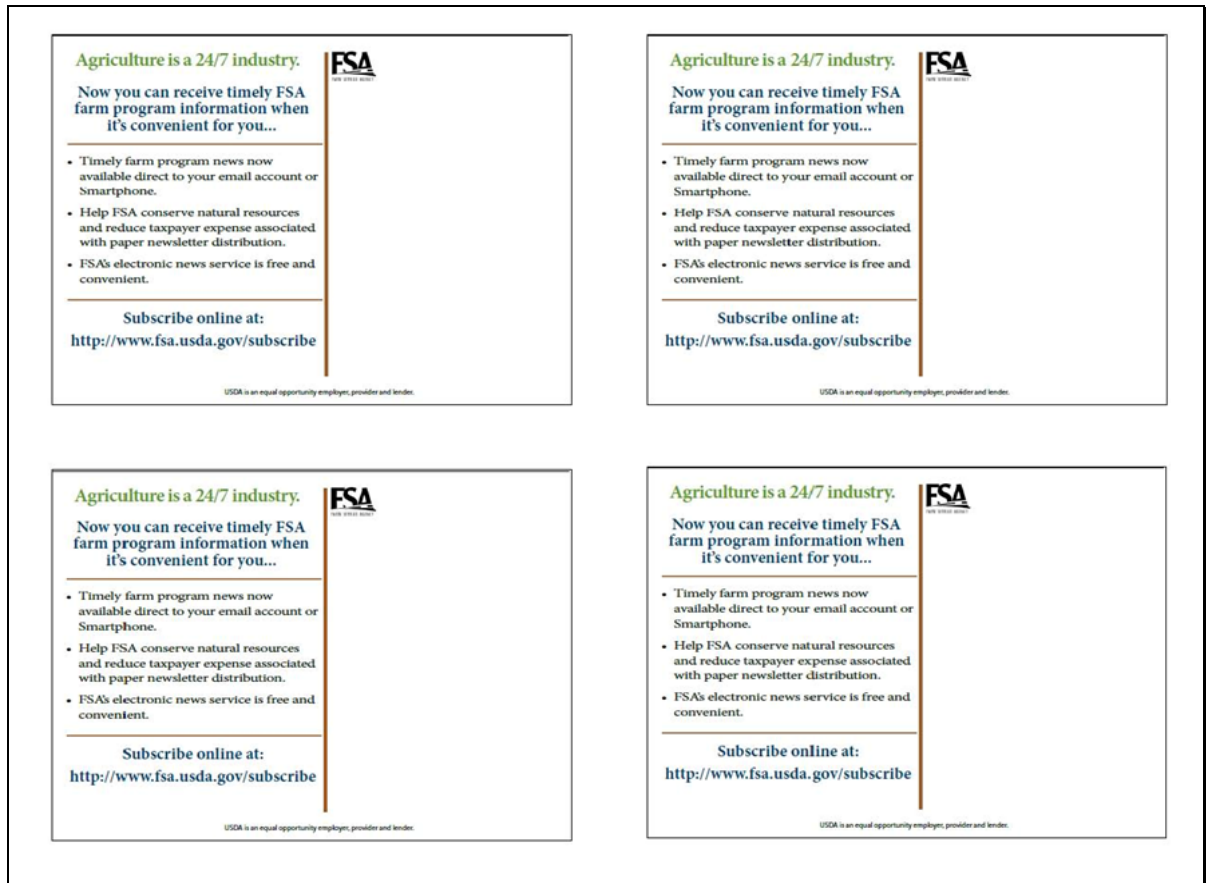 Agriculture is a 24/7 industry.
Now you can receive timely FSA
farm program information when
it's convenient for you...
• Timely farm program news now
available direct to your email account or
Smartphone.
• Help FSA conserve natural resources
and reduce taxpayer expense associated
with paper newsletter distribution.
• FSA's electronic news service is free and
convenient.
Subscribe online at:
http://www.fsa.usda.gov/subscribe
FSA
FARM SERVICE AGENCY
USDA is an equal opportunity employer, provider and lender.
Agriculture is a 24/7 industry.
Now you can receive timely FSA
farm program information when
it's convenient for you...
• Timely farm program news now
available direct to your email account or
Smartphone.
• Help FSA conserve natural resources
and reduce taxpayer expense associated
with paper newsletter distribution.
• FSA's electronic news service is free and
convenient.
Subscribe online at:
http://www.fsa.usda.gov/subscribe
FSA
FARM SERVICE AGENCY
USDA is an equal opportunity employer, provider and lender.
Agriculture is a 24/7 industry.
Now you can receive timely FSA
farm program information when
it's convenient for you...
• Timely farm program news now
available direct to your email account or
Smartphone.
• Help FSA conserve natural resources
and reduce taxpayer expense associated
with paper newsletter distribution.
• FSA's electronic news service is free and
convenient.
Subscribe online at:
http://www.fsa.usda.gov/subscribe
FSA
FARM SERVICE AGENCY
USDA is an equal opportunity employer, provider and lender.
Agriculture is a 24/7 industry.
Now you can receive timely FSA
farm program information when
it's convenient for you...
• Timely farm program news now
available direct to your email account or
Smartphone.
• Help FSA conserve natural resources
and reduce taxpayer expense associated
with paper newsletter distribution.
• FSA's electronic news service is free and
convenient.
Subscribe online at:
http://www.fsa.usda.gov/subscribe
FSA
FARM SERVICE AGENCY
USDA is an equal opportunity employer, provider and lender.